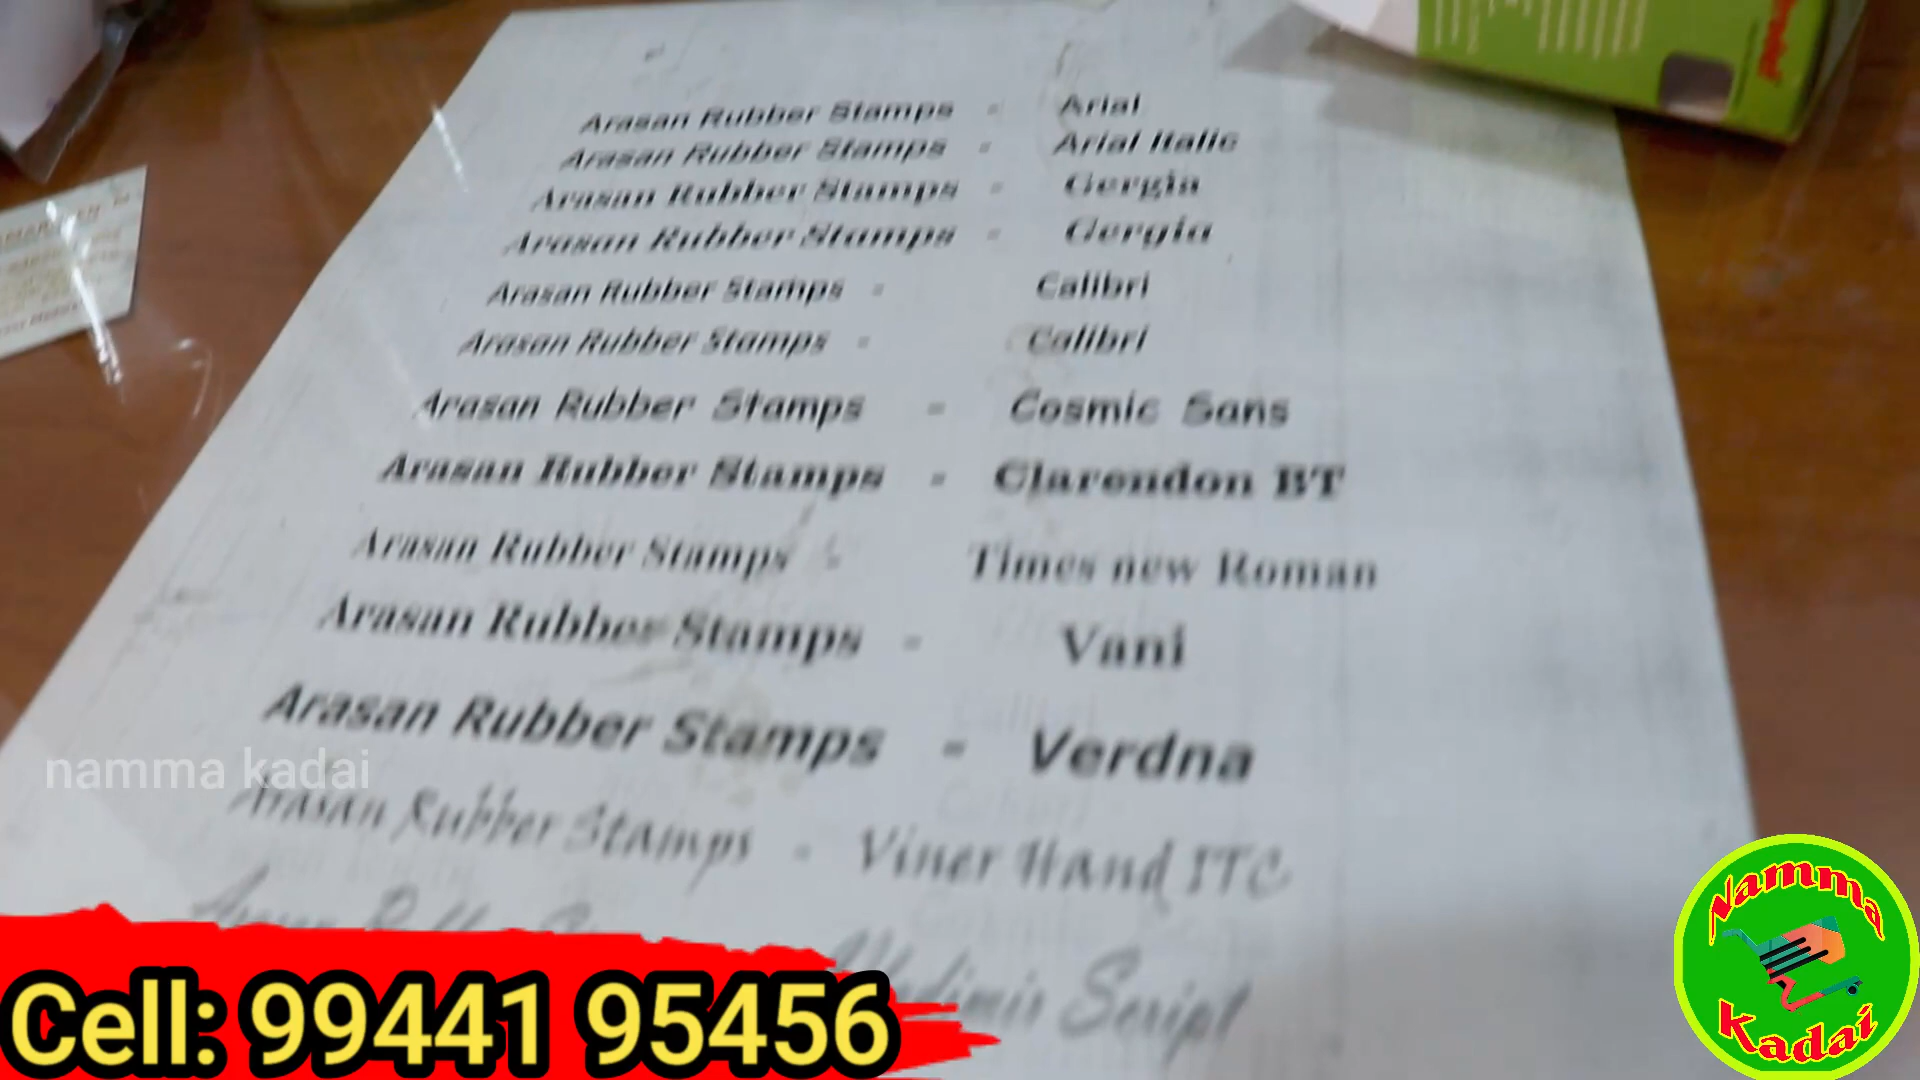 Arasan Rubber Stamps - Arial
Arasan Rubber Stamps - Arial Italic
Arasan Rubber Stamps - Gergia
Arasan Rubber Stamps - Gergia
Arasan Rubber Stamps - Calibri
Arasan Rubber Stamps - Calibri
Arasan Rubber Stamps - Cosmic Sans
Arasan Rubber Stamps - Clarendon BT
Arasan Rubber Stamps - Times new Roman
Arasan Rubber Stamps - Vani
Arasan Rubber Stamps - Verdna
namma kadai
Arasan Rubber Stamps - Viner Hand ITC
Script
Cell: 99441 95456
Namma
Kadai